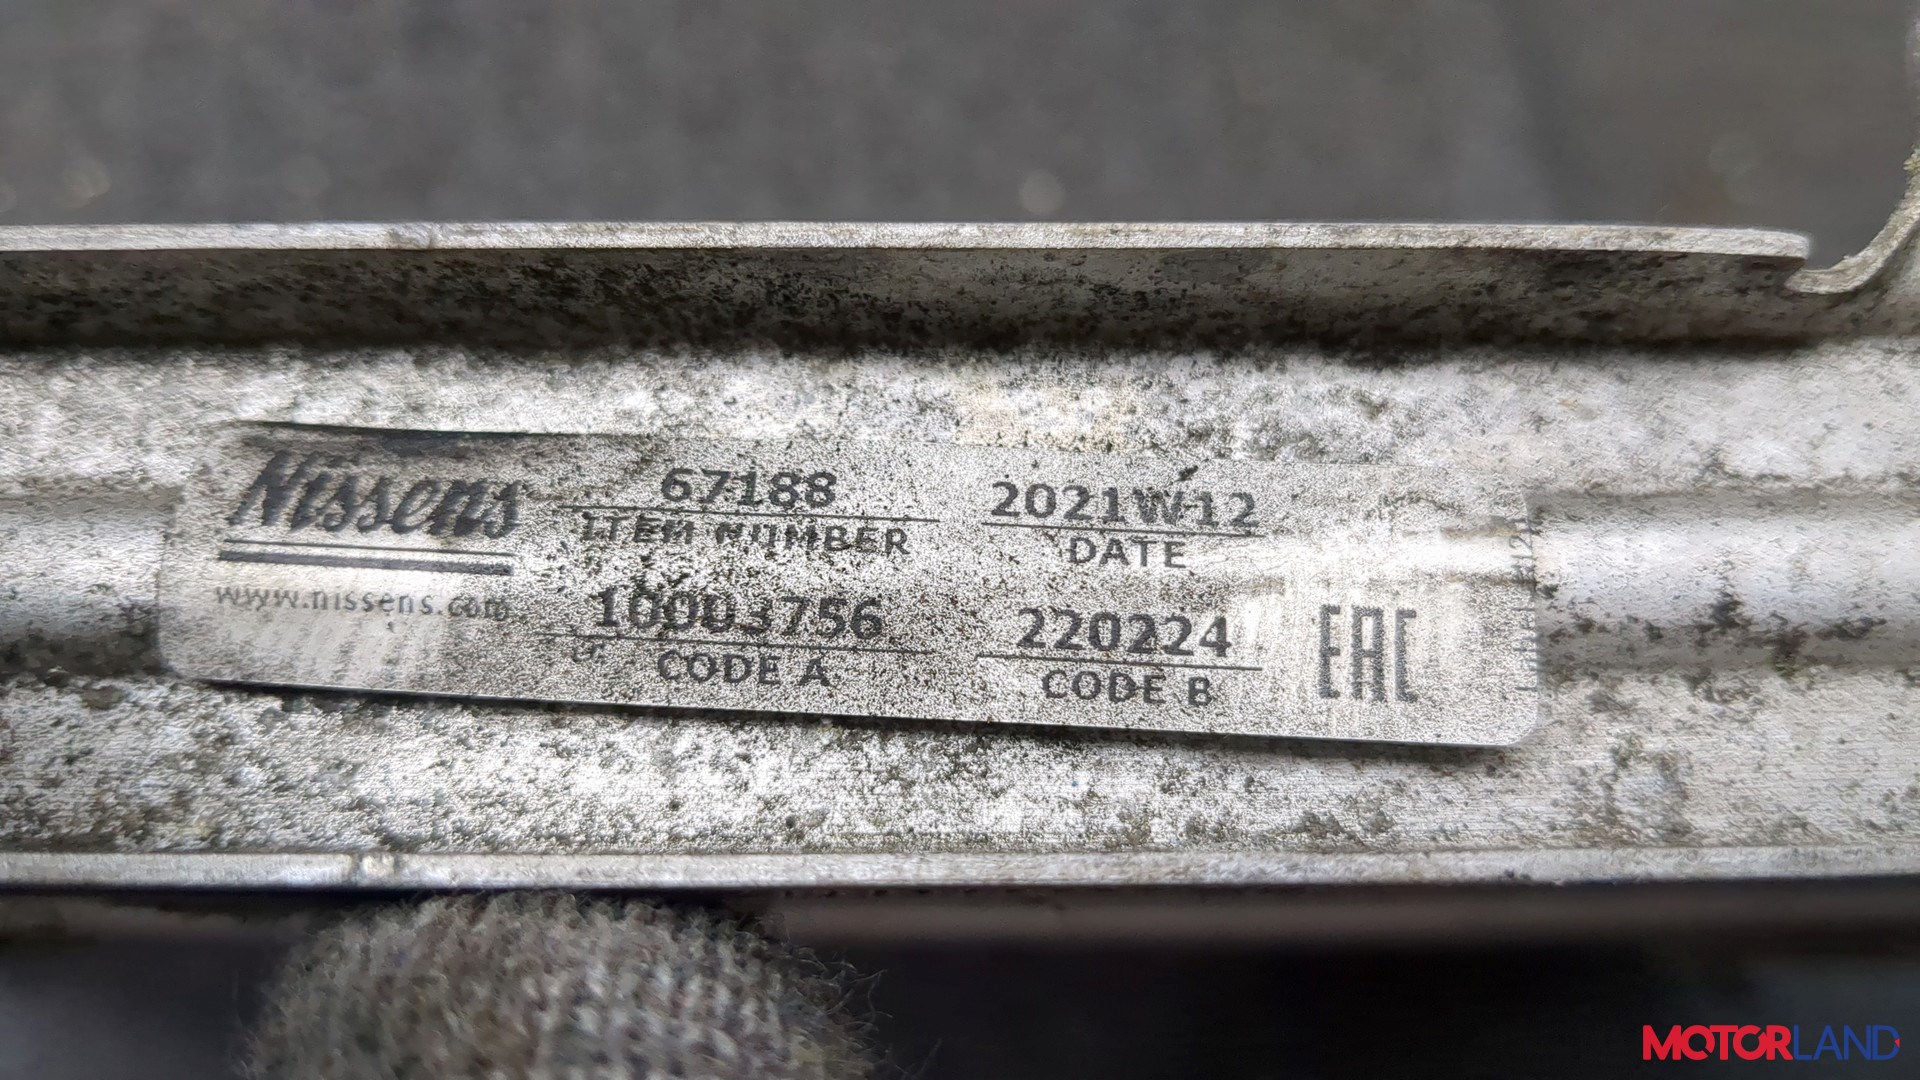 Nissens
www.nissens.com
67188
ITEM NUMBER
2021W12
DATE
10003756
CODE A
220224
CODE B
EAC
MOTORLAND